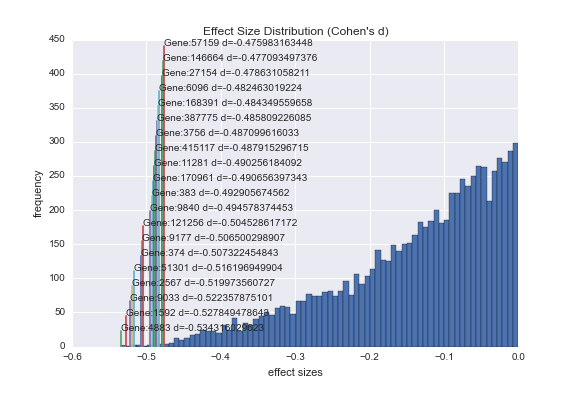 Effect Size Distribution (Cohen's d)
450
400
350
300
250
200
150
100
50
0
frequency
Gene:57159 d=-0.475983163448
Gene:146664 d=-0.477093497376
Gene:27154 d=-0.478631058211
Gene:6096 d=-0.482463019224
Gene:168391 d=-0.484349559658
Gene:387775 d=-0.485809226085
Gene:3756 d=-0.487099616033
Gene:415117 d=-0.487915296715
Gene:11281 d=-0.490256184092
Gene:170961 d=-0.490656397343
Gene:383 d=-0.492905674562
Gene:9840 d=-0.494578374453
Gene:121256 d=-0.504528617172
Gene:9177 d=-0.506500298907
Gene:374 d=-0.507322454843
Gene:51301 d=-0.516196949904
Gene:2567 d=-0.519973560727
Gene:9033 d=-0.522357875101
Gene:1592 d=-0.527849478648
Gene:4883 d=-0.534316029623
−0.6
−0.5
−0.4
−0.3
−0.2
−0.1
0.0
effect sizes